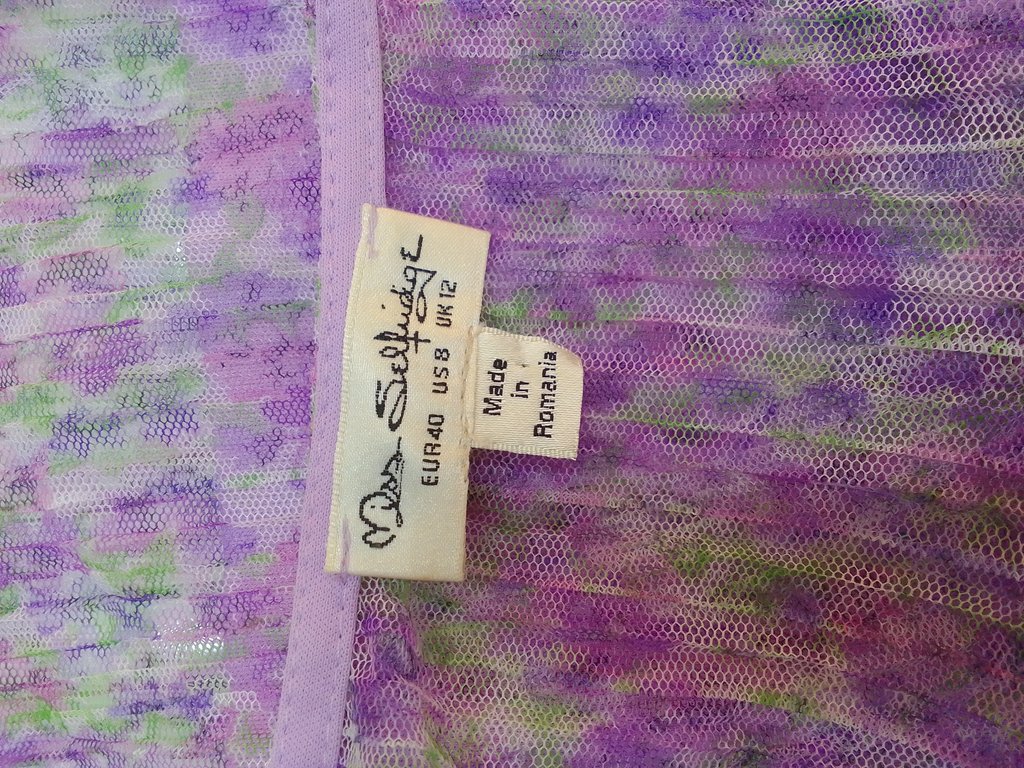 Miss Selfridge
EUR40 US8 UK12
Made
in
Romania